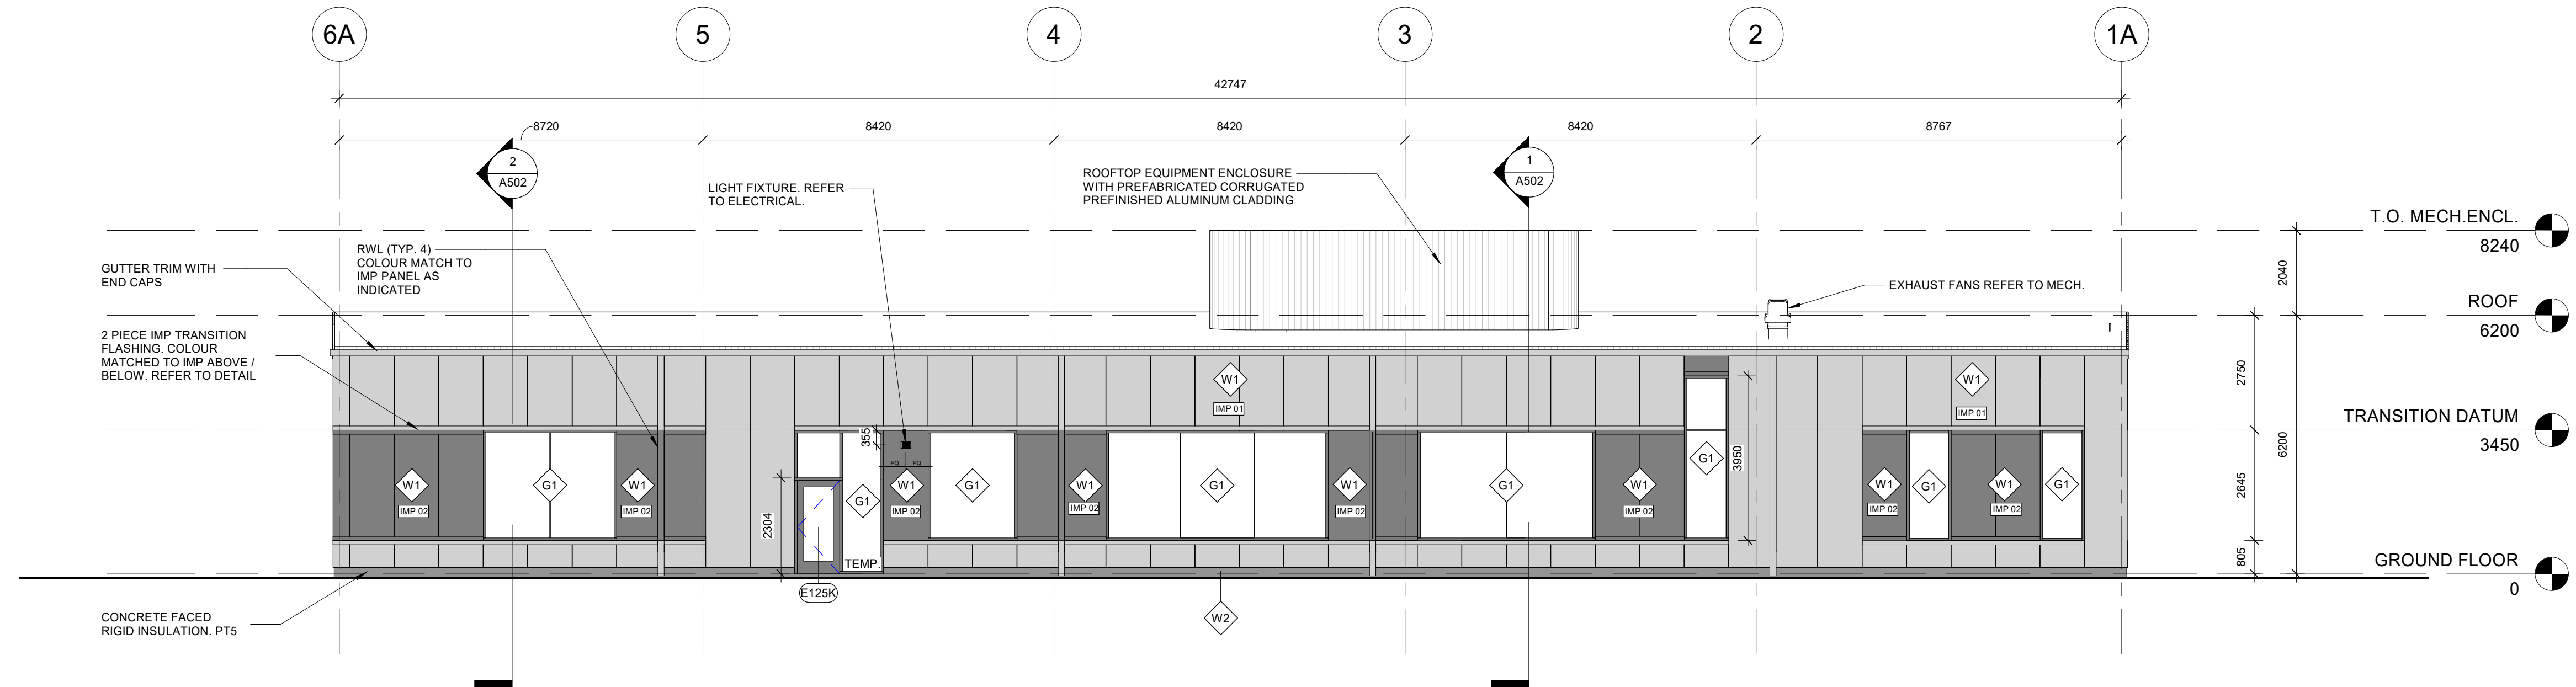 6A
5
4
3
2
1A
42747
8720
8420
8420
8420
8767
2
A502
1
A502
LIGHT FIXTURE. REFER
TO ELECTRICAL.
ROOFTOP EQUIPMENT ENCLOSURE
WITH PREFABRICATED CORRUGATED
PREFINISHED ALUMINUM CLADDING
T.O. MECH.ENCL.
8240
RWL (TYP. 4)
COLOUR MATCH TO
IMP PANEL AS
INDICATED
GUTTER TRIM WITH
END CAPS
2040
EXHAUST FANS REFER TO MECH.
ROOF
6200
2 PIECE IMP TRANSITION
FLASHING. COLOUR
MATCHED TO IMP ABOVE /
BELOW. REFER TO DETAIL
W1
IMP 01
W1
IMP 01
2750
TRANSITION DATUM
3450
355
EQ
EQ
3950
6200
W1
IMP 02
G1
W1
IMP 02
G1
W1
IMP 02
G1
W1
IMP 02
G1
W1
IMP 02
G1
W1
IMP 02
G1
W1
IMP 02
G1
W1
IMP 02
G1
2645
2304
TEMP.
805
GROUND FLOOR
0
E125K
W2
CONCRETE FACED
RIGID INSULATION. PT5